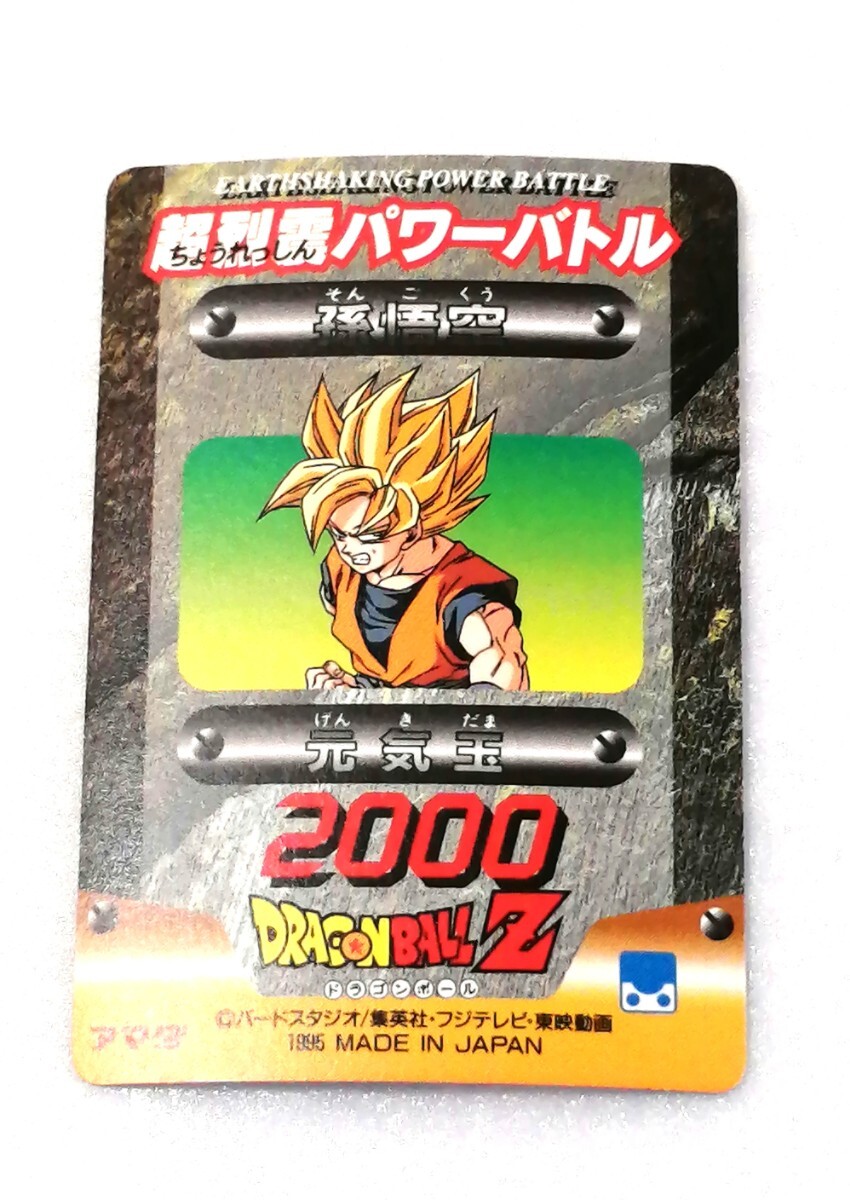 EARTHSHAKING POWER BATTLE
超烈震パワーバトル
ちょうれっしん
そんごくう
孫悟空
げんきだま
元気玉
2000
DRAGON BALL Z
ドラゴンボール
アマダ
©バードスタジオ/集英社・フジテレビ・東映動画
1995 MADE IN JAPAN